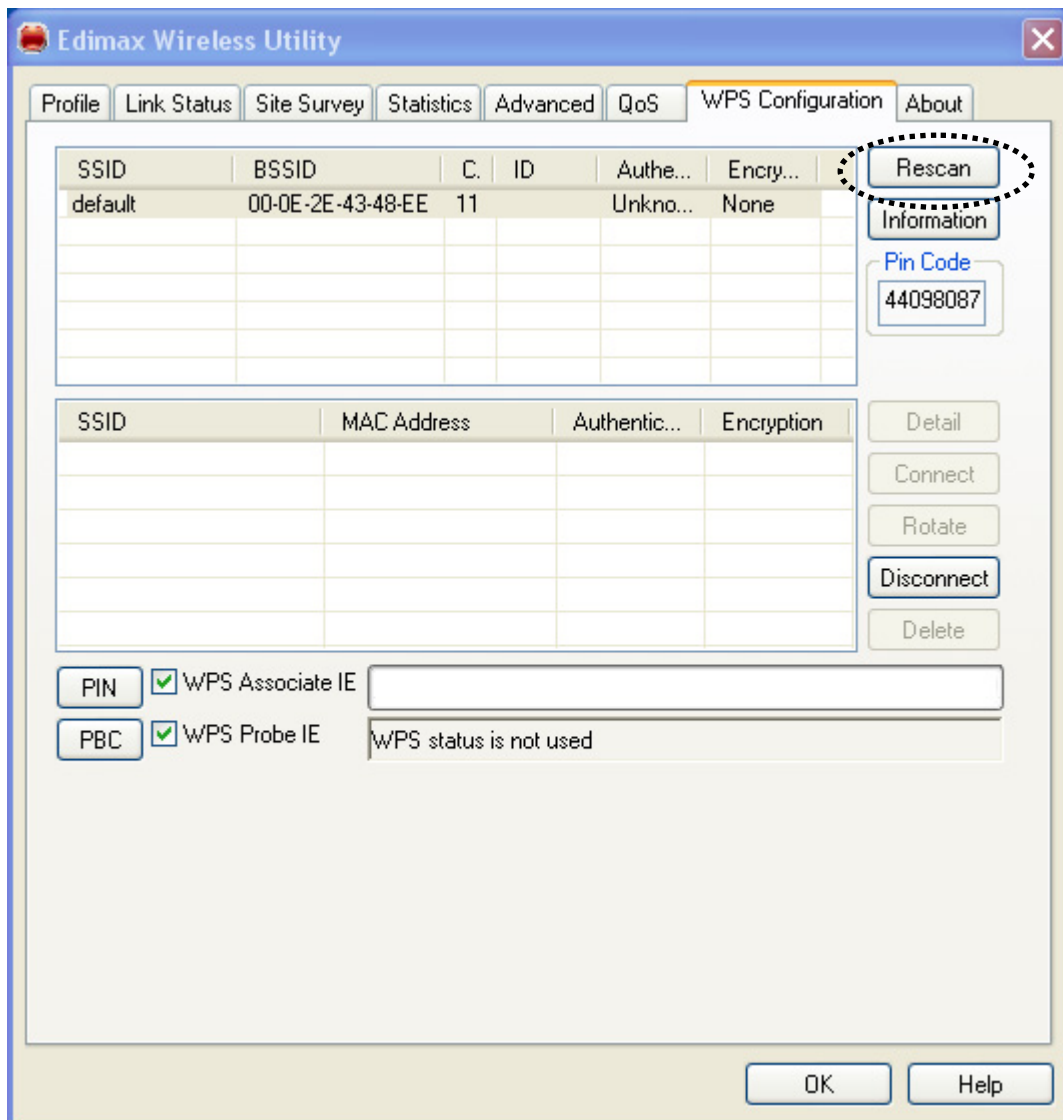 Edimax Wireless Utility
Profile Link Status Site Survey Statistics Advanced QoS WPS Configuration About
SSID BSSID C. ID Authe... Encry...
Rescan
default 00-0E-2E-43-48-EE 11 Unkno... None
Information
Pin Code
44098087
SSID MAC Address Authentic... Encryption
Detail
Connect
Rotate
Disconnect
Delete
PIN WPS Associate IE
PBC WPS Probe IE WPS status is not used
OK Help